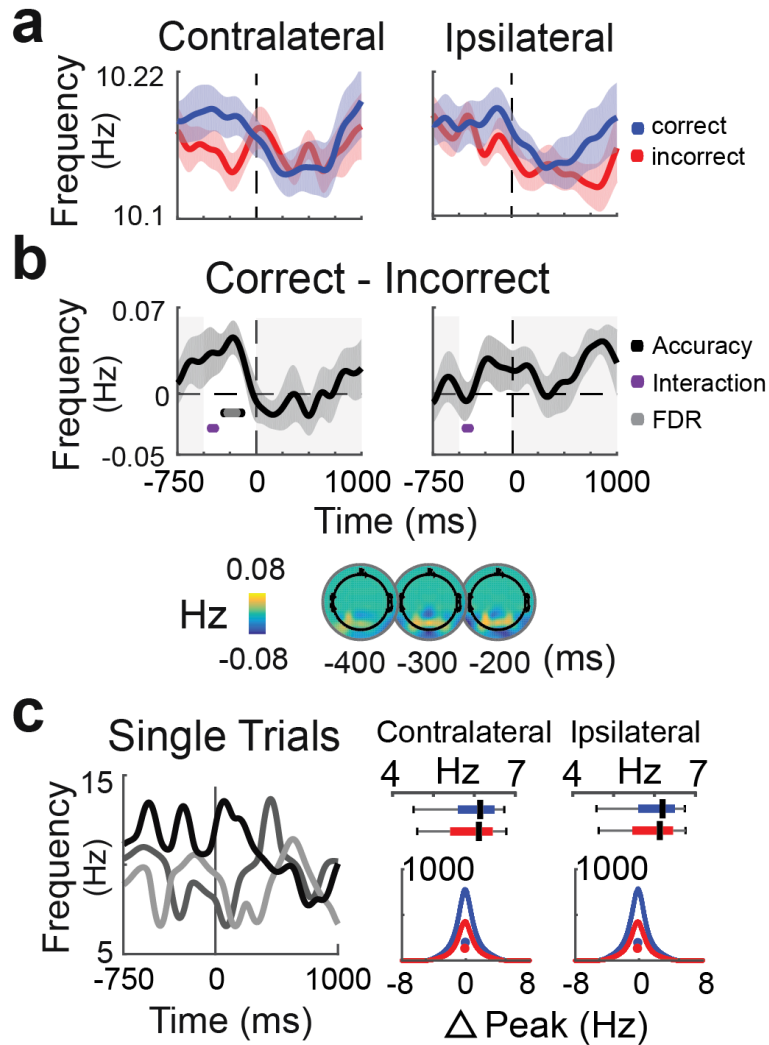 a
Contralateral
Ipsilateral
Frequency
(Hz)
10.22
10.1
correct
incorrect
b
Correct - Incorrect
Frequency
(Hz)
0.07
0
-0.05
Accuracy
Interaction
FDR
-750 0 1000 -750 0 1000
Time (ms)
Hz
0.08
-0.08
-400 -300 -200 (ms)
c
Single Trials
Frequency
(Hz)
15
5
-750 0 1000
Time (ms)
Contralateral
Ipsilateral
4 Hz 7
4 Hz 7
1000
1000
-8 0 8
-8 0 8
△ Peak (Hz)